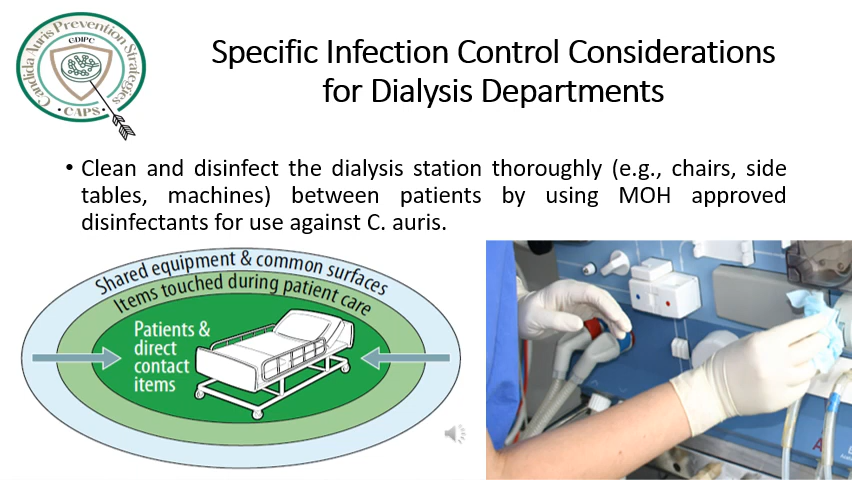 Candida Auris Prevention Strategies
GDIPC
• CAPS •
Specific Infection Control Considerations
for Dialysis Departments
• Clean and disinfect the dialysis station thoroughly (e.g., chairs, side
tables, machines) between patients by using MOH approved
disinfectants for use against C. auris.
Shared equipment & common surfaces
Items touched during patient care
Patients &
direct
contact
items
A